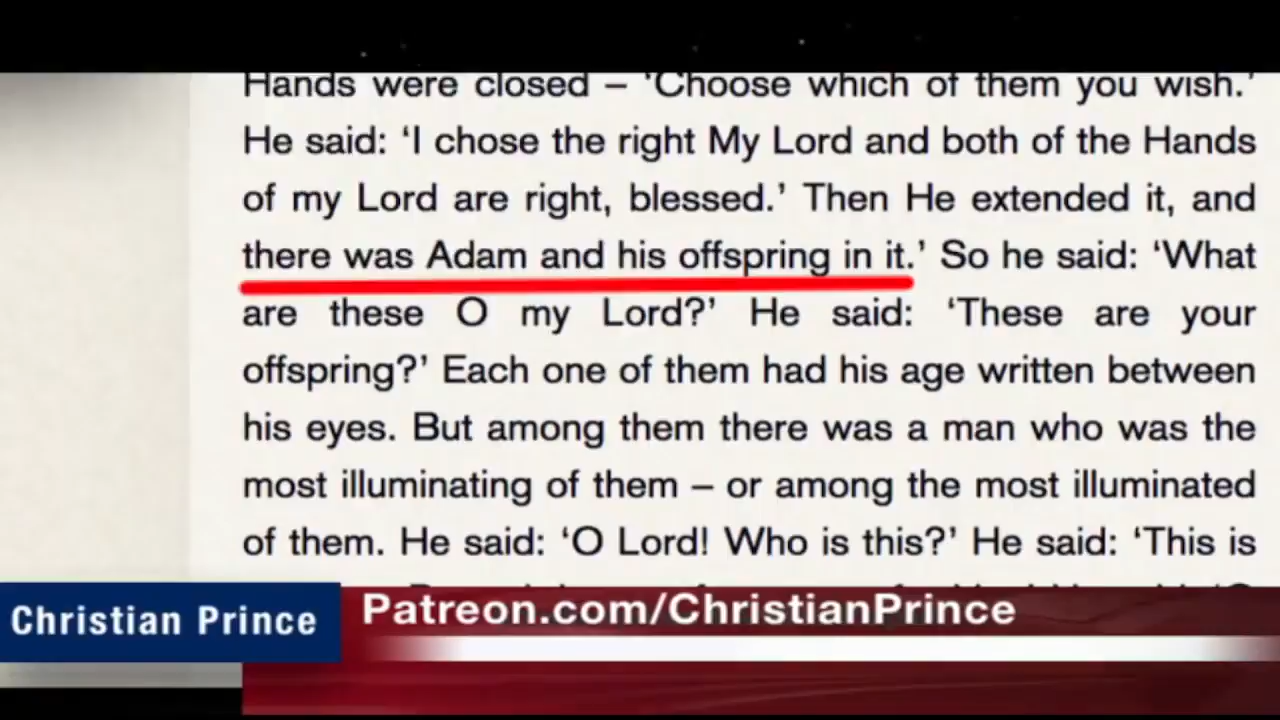 Hands were closed – ‘Choose which of them you wish.’
He said: ‘I chose the right My Lord and both of the Hands
of my Lord are right, blessed.’ Then He extended it, and
there was Adam and his offspring in it.’ So he said: ‘What
are these O my Lord?’ He said: ‘These are your
offspring?’ Each one of them had his age written between
his eyes. But among them there was a man who was the
most illuminating of them – or among the most illuminated
of them. He said: ‘O Lord! Who is this?’ He said: ‘This is
Christian Prince
Patreon.com/ChristianPrince